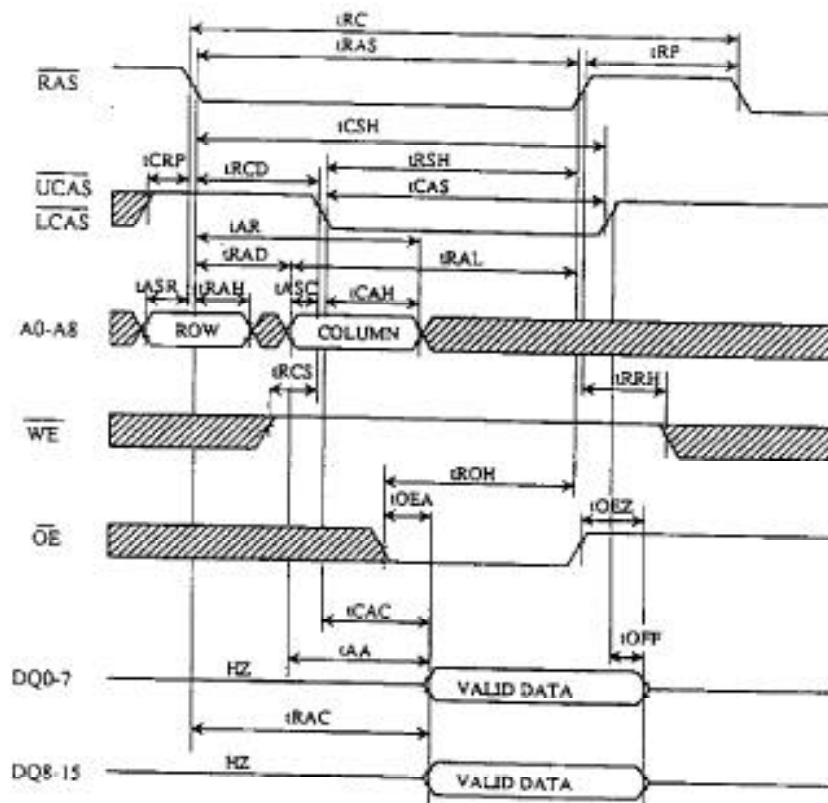 tRC
tRAS
tRP
RAS
tCSH
tCRP
tRCD
tRSH
UCAS
tCAS
LCAS
tAR
tRAD
tRAL
tASR
tRAH
tASC
tCAH
A0-A8
ROW
COLUMN
tRCS
tRRH
WE
tROH
tOEA
tOEZ
OE
tCAC
tOFF
tAA
DQ0-7
HZ
VALID DATA
tRAC
DQ8-15
HZ
VALID DATA